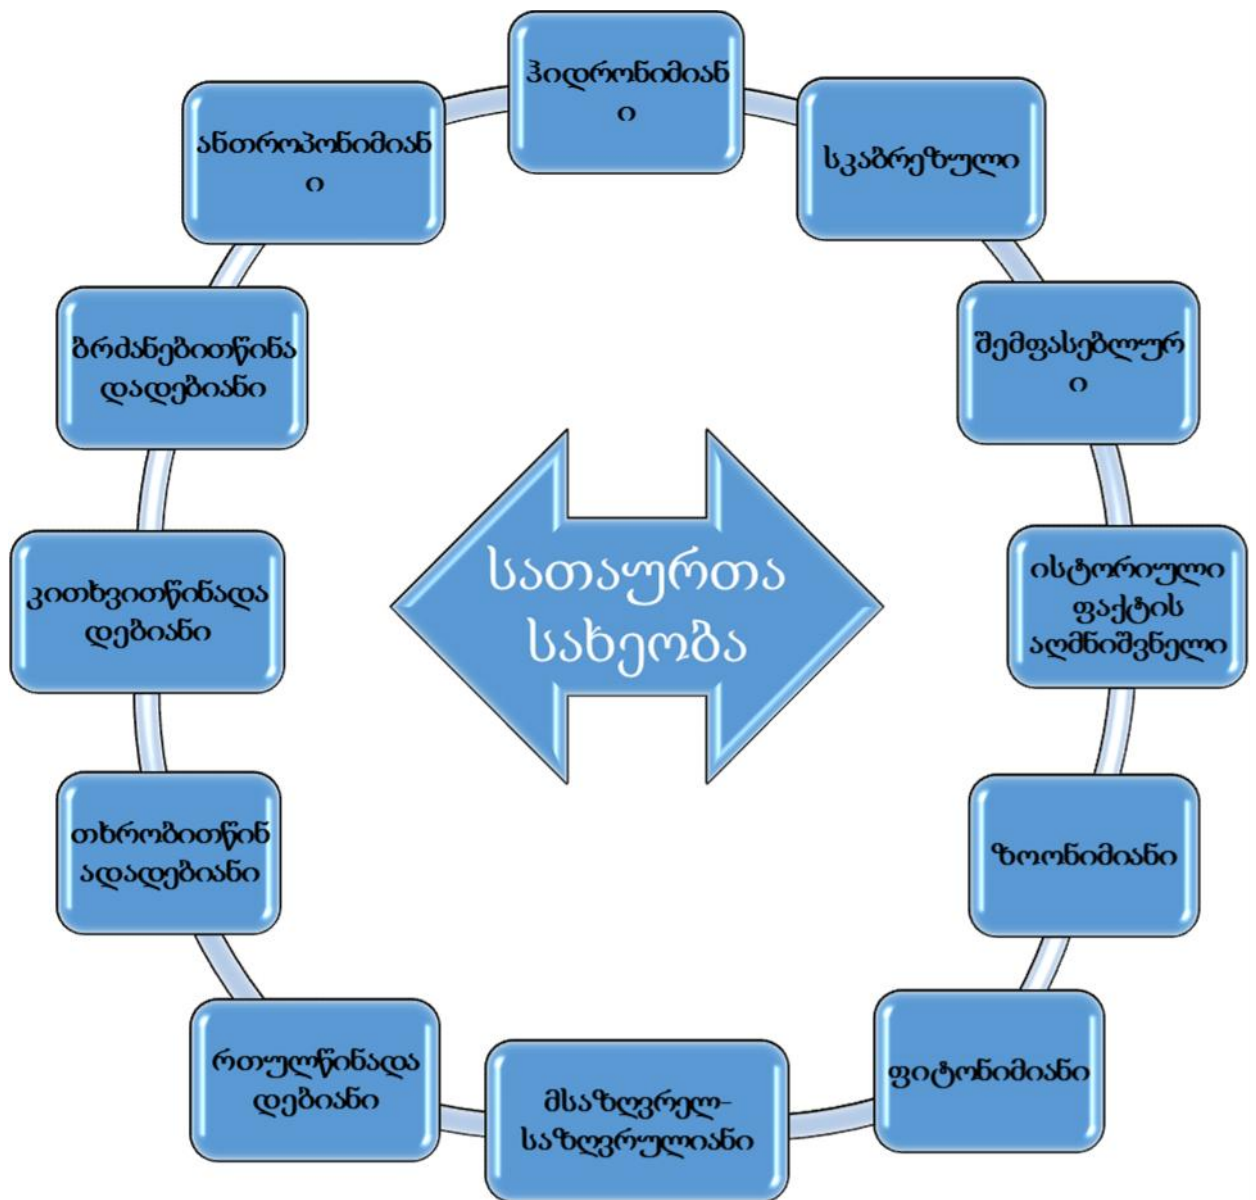 ჰიდრონიმიან
ი
სკაბრეზული
შემფასებლურ
ი
ისტორიული
ფაქტის
აღმნიშვნელი
ზოონიმიანი
ფიტონიმიანი
მსაზღვრელ-
საზღვრულიანი
რთულწინადა
დებიანი
თხრობითწინ
ადადებიანი
კითხვითწინადა
დებიანი
ბრძანებითწინა
დადებიანი
ანთროპონიმიან
ი
სათაურთა
სახეობა